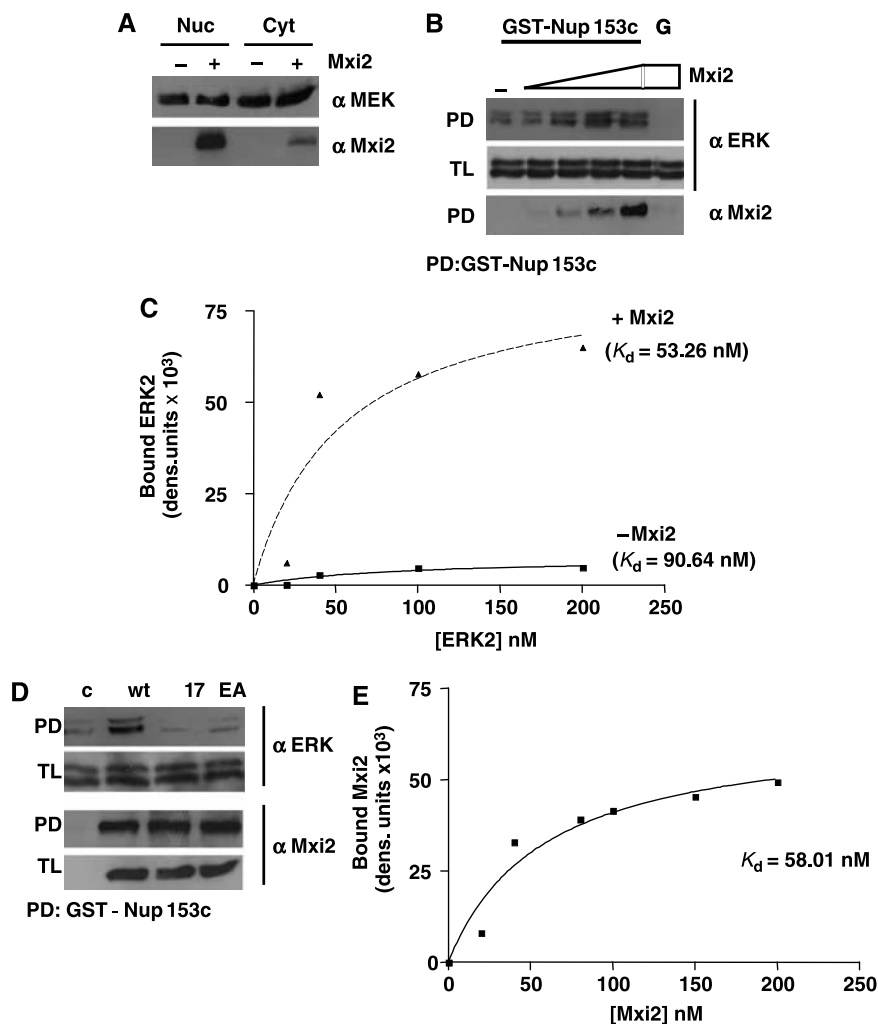 A
Nuc Cyt
– + – + Mxi2
α MEK
α Mxi2
B
GST-Nup 153c G
– Mxi2
PD
α ERK
TL
PD α Mxi2
PD:GST-Nup 153c
C
Bound ERK2
(dens.units x 10³)
75
50
25
0
0 50 100 150 200 250
[ERK2] nM
+ Mxi2
(Kd = 53.26 nM)
–Mxi2
(Kd = 90.64 nM)
D
c wt 17 EA
PD
α ERK
TL
PD
α Mxi2
TL
PD: GST - Nup 153c
E
Bound Mxi2
(dens. units x10³)
75
50
25
0
0 50 100 150 200 250
[Mxi2] nM
Kd = 58.01 nM